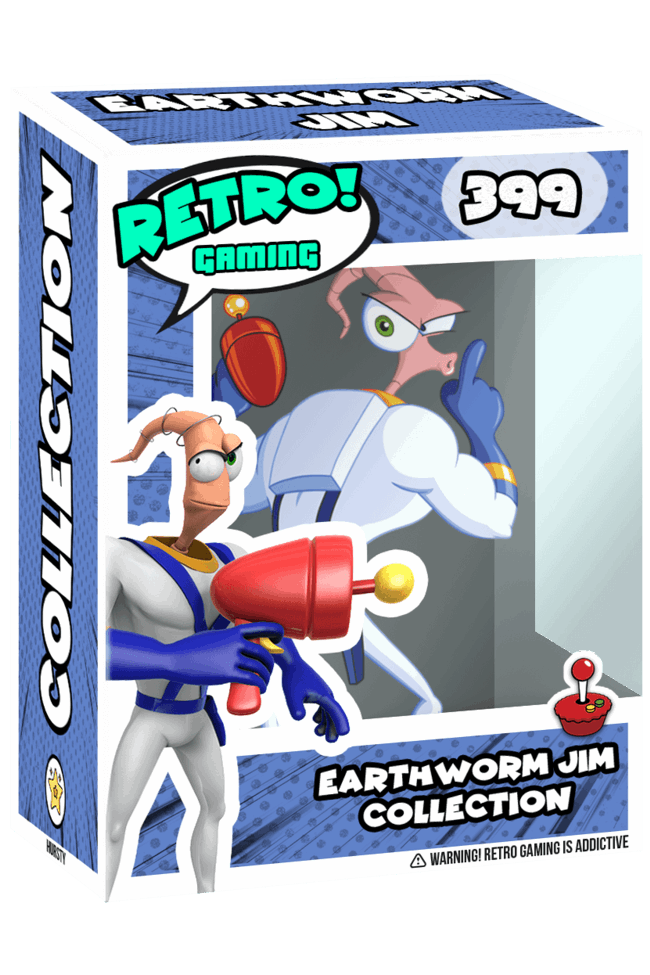 EARTHWORM
JIM
COLLECTION
HURSTY
RETRO!
GAMING
399
EARTHWORM JIM
COLLECTION
WARNING! RETRO GAMING IS ADDICTIVE